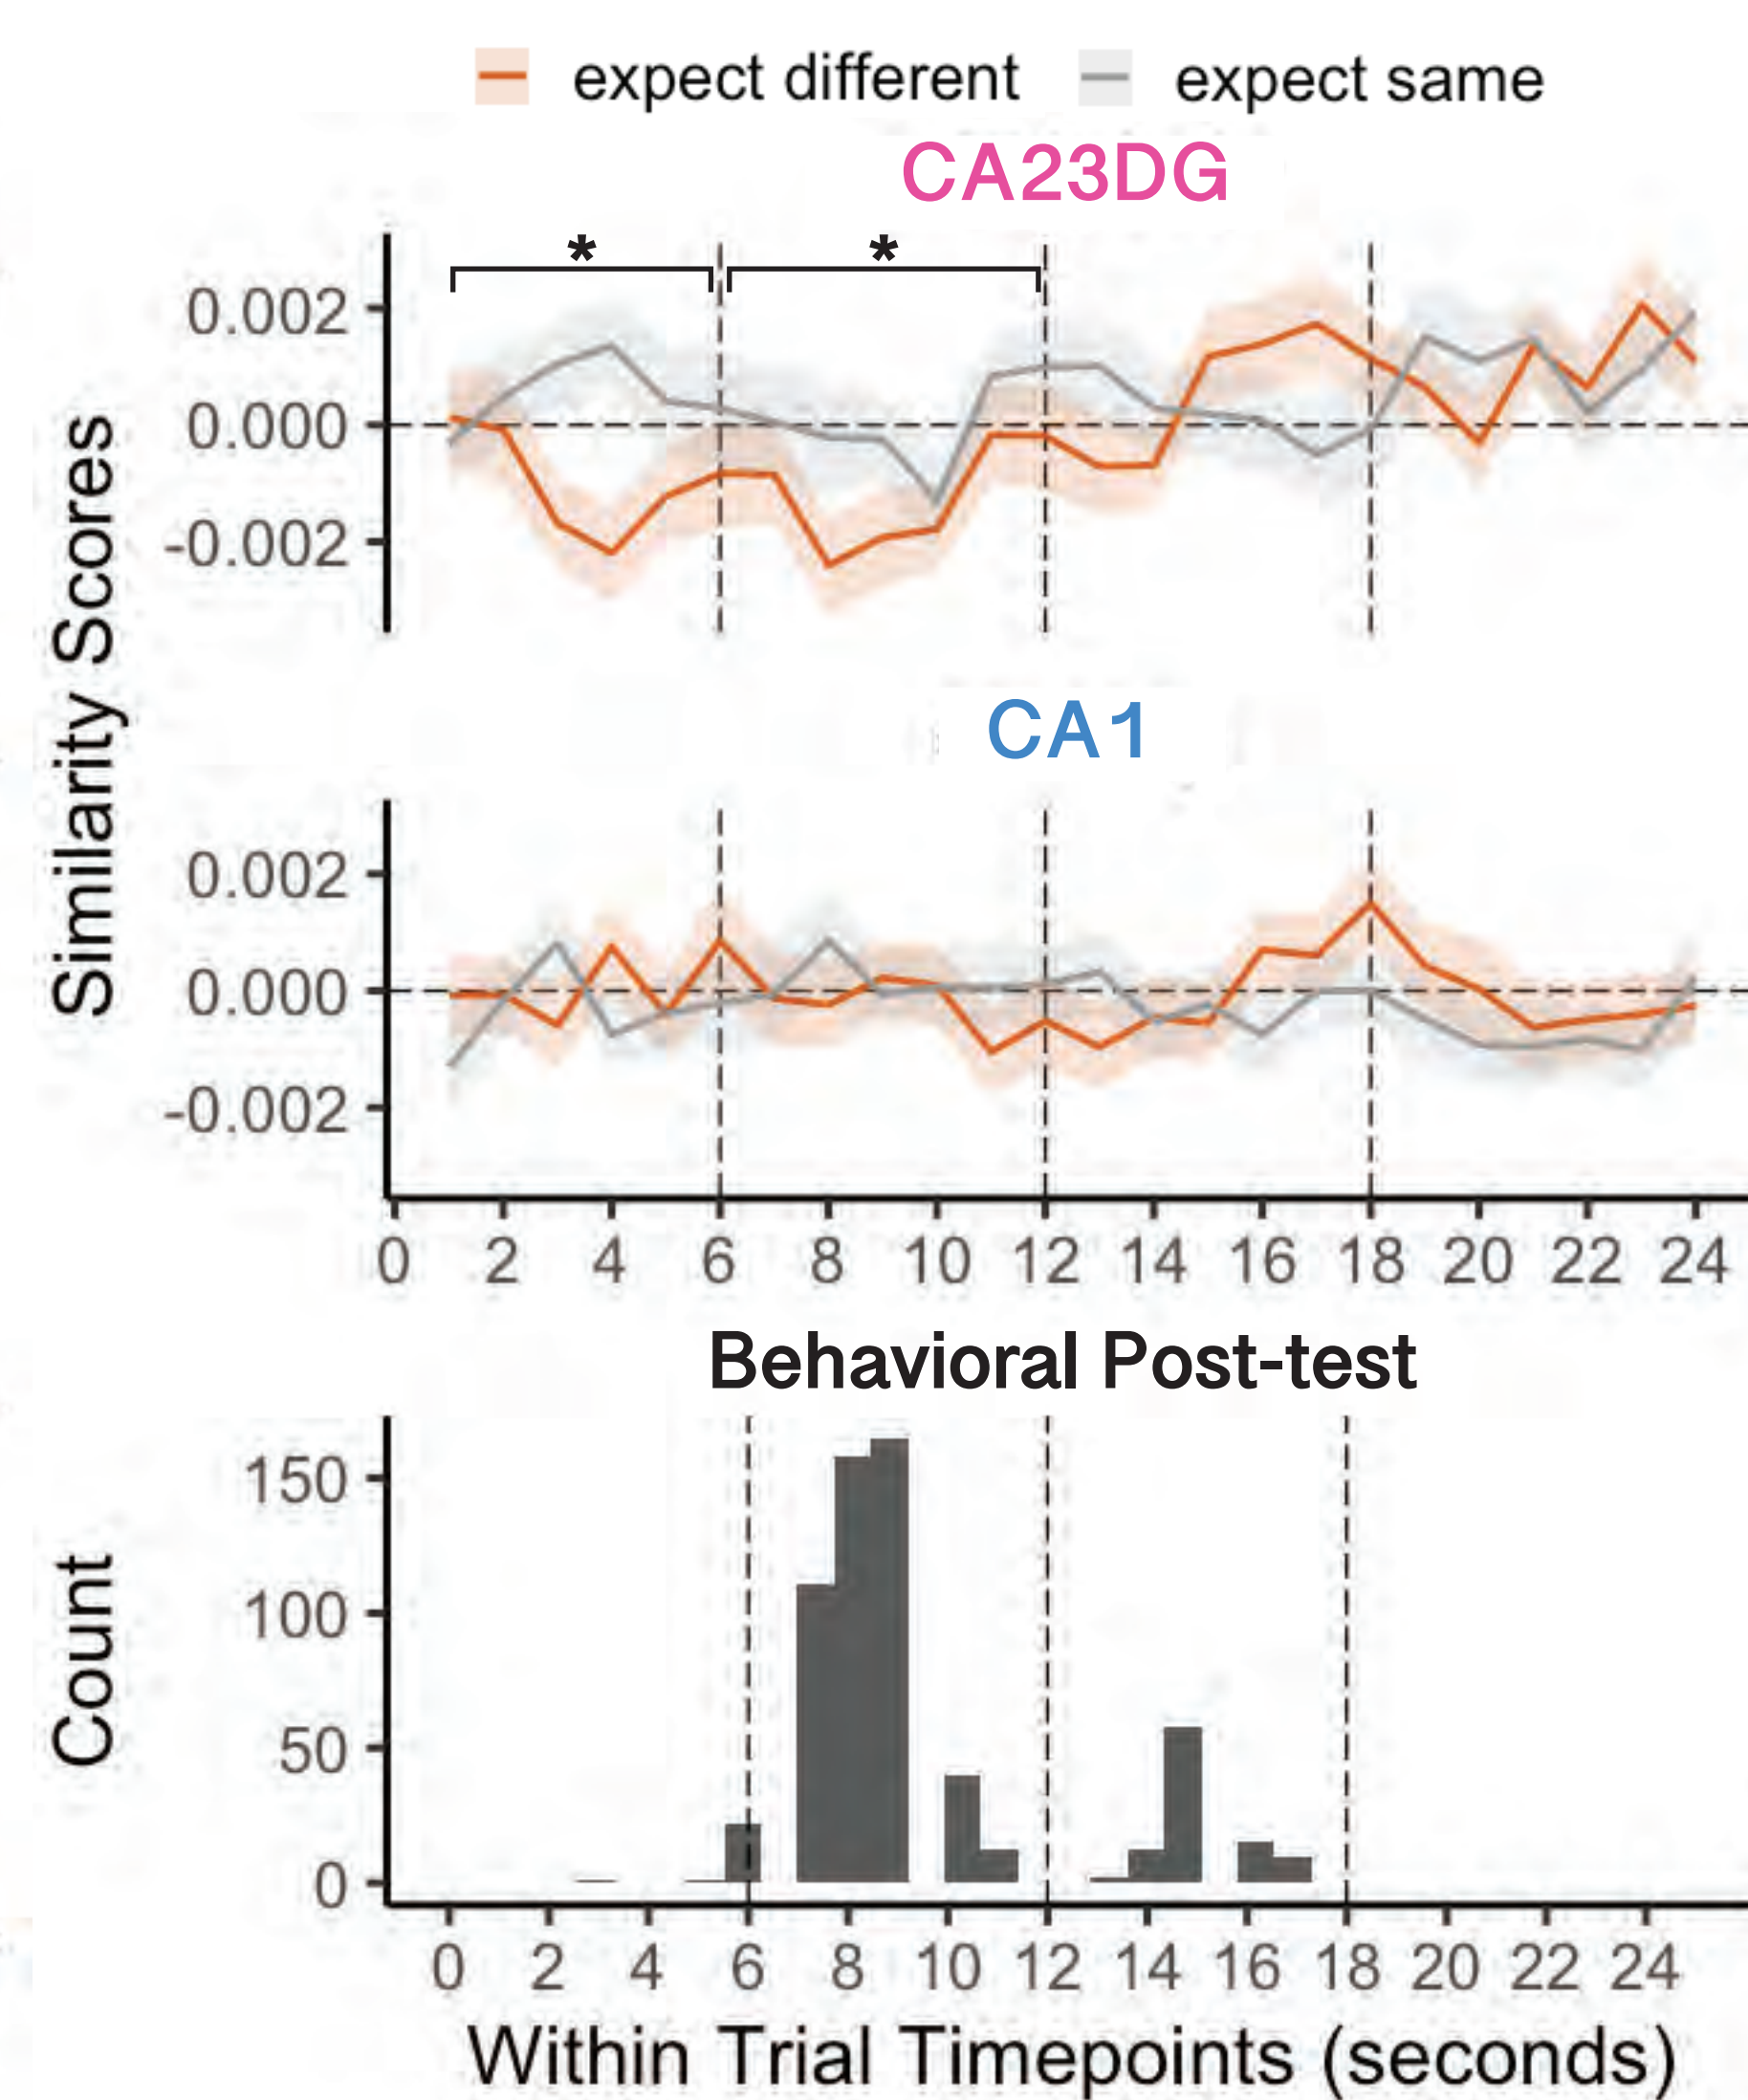 expect different expect same
CA23DG
* *
0.002
0.000
-0.002
Similarity Scores
CA1
0.002
0.000
-0.002
0 2 4 6 8 10 12 14 16 18 20 22 24
Behavioral Post-test
150
100
50
0
Count
0 2 4 6 8 10 12 14 16 18 20 22 24
Within Trial Timepoints (seconds)